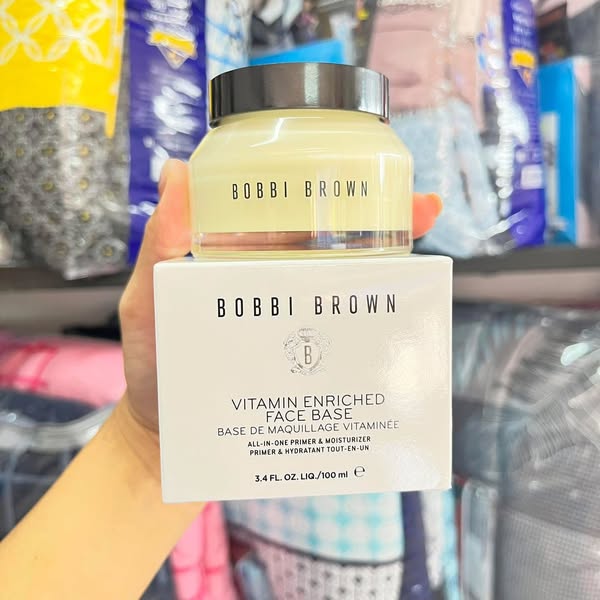 BOBBI BROWN
BOBBI BROWN
B
VITAMIN ENRICHED
FACE BASE
BASE DE MAQUILLAGE VITAMINÉE
ALL-IN-ONE PRIMER & MOISTURIZER
PRIMER & HYDRATANT TOUT-EN-UN
3.4 FL. OZ. LIQ./100 ml ℮